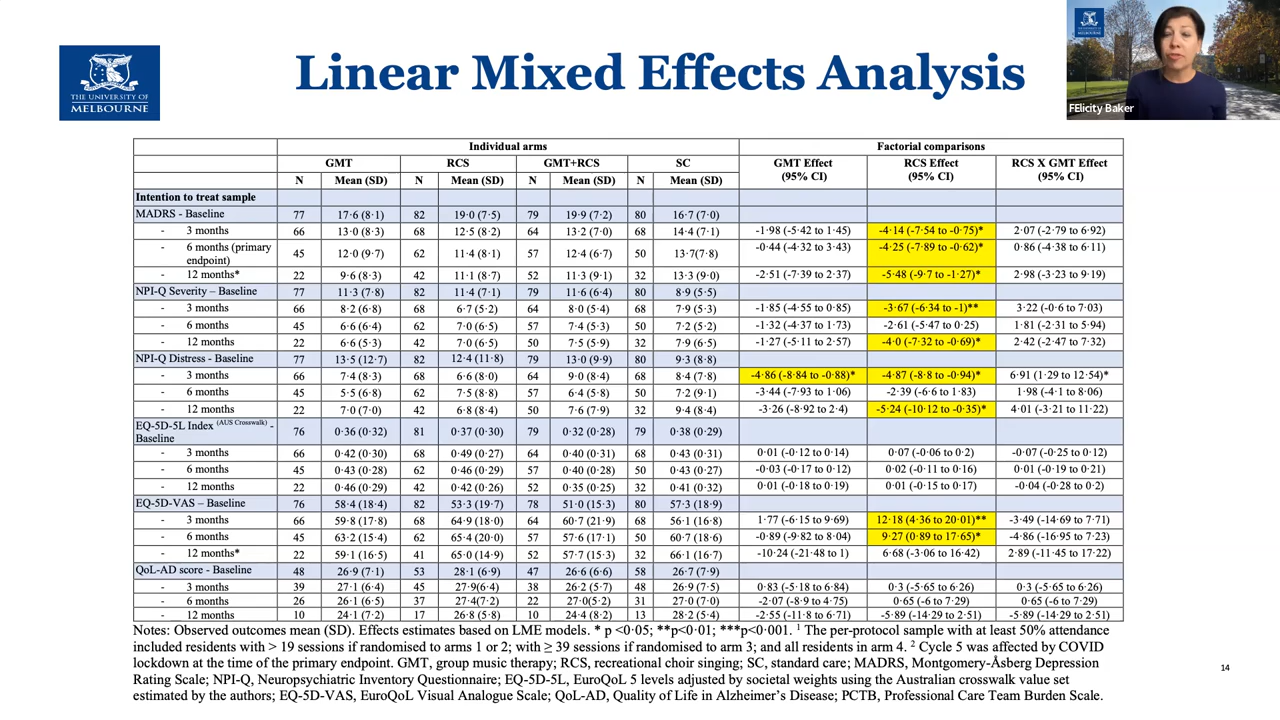 THE UNIVERSITY OF
MELBOURNE
Linear Mixed Effects Analysis
FElicity Baker
Individual arms Factorial comparisons
GMT RCS GMT+RCS SC GMT Effect (95% CI) RCS Effect (95% CI) RCS X GMT Effect (95% CI)
N Mean (SD) N Mean (SD) N Mean (SD) N Mean (SD)
Intention to treat sample
MADRS - Baseline 77 17·6 (8·1) 82 19·0 (7·5) 79 19·9 (7·2) 80 16·7 (7·0)
- 3 months 66 13·0 (8·3) 68 12·5 (8·2) 64 13·2 (7·0) 68 14·4 (7.1) -1·98 (-5·42 to 1·45) -4·14 (-7·54 to -0·75)* 2·07 (-2·79 to 6·92)
- 6 months (primary endpoint) 45 12·0 (9·7) 62 11·4 (8·1) 57 12·4 (6·7) 50 13·7(7·8) -0·44 (-4·32 to 3·43) -4·25 (-7·89 to -0·62)* 0·86 (-4·38 to 6·11)
- 12 months* 22 9·6 (8·3) 42 11·1 (8·7) 52 11·3 (9·1) 32 13·3 (9·0) -2·51 (-7·39 to 2·37) -5·48 (-9·7 to -1·27)* 2·98 (-3·23 to 9·19)
NPI-Q Severity – Baseline 77 11·3 (7·8) 82 11·4 (7·1) 79 11·6 (6·4) 80 8·9 (5·5)
- 3 months 66 8·2 (6·8) 68 6·7 (5·2) 64 8·0 (5·4) 68 7·9 (5·3) -1·85 (-4·55 to 0·85) -3·67 (-6·34 to -1)** 3·22 (-0·6 to 7·03)
- 6 months 45 6·6 (6·4) 62 7·0 (6·5) 57 7·4 (5·3) 50 7·2 (5·2) -1·32 (-4·37 to 1·73) -2·61 (-5·47 to 0·25) 1·81 (-2·31 to 5·94)
- 12 months 22 6·6 (5·3) 42 7·0 (6·5) 50 7·5 (5·9) 32 7·9 (6·5) -1·27 (-5·11 to 2·57) -4·0 (-7·32 to -0·69)* 2·42 (-2·47 to 7·32)
NPI-Q Distress - Baseline 77 13·5 (12·7) 82 12·4 (11·8) 79 13·0 (9·9) 80 9·3 (8·8)
- 3 months 66 7·4 (8·3) 68 6·6 (8·0) 64 9·0 (8·4) 68 8·4 (7·8) -4·86 (-8·84 to -0·88)* -4·87 (-8·8 to -0·94)* 6·91 (1·29 to 12·54)*
- 6 months 45 5·5 (6·8) 62 7·5 (8·8) 57 6·4 (5·8) 50 7·2 (9·1) -3·44 (-7·93 to 1·06) -2·39 (-6·6 to 1·83) 1·98 (-4·1 to 8·06)
- 12 months 22 7·0 (7·0) 42 6·8 (8·4) 50 7·6 (7·9) 32 9·4 (8·4) -3·26 (-8·92 to 2·4) -5·24 (-10·12 to -0·35)* 4·01 (-3·21 to 11·22)
EQ-5D-5L Index (AUS Crosswalk) - Baseline 76 0·36 (0·32) 81 0·37 (0·30) 79 0·32 (0·28) 79 0·38 (0·29)
- 3 months 66 0·42 (0·30) 68 0·49 (0·27) 64 0·40 (0·31) 68 0·43 (0·31) 0·01 (-0·12 to 0·14) 0·07 (-0·06 to 0·2) -0·07 (-0·25 to 0·12)
- 6 months 45 0·43 (0·28) 62 0·46 (0·29) 57 0·40 (0·28) 50 0·43 (0·27) -0·03 (-0·17 to 0·12) 0·02 (-0·11 to 0·16) 0·01 (-0·19 to 0·21)
- 12 months 22 0·46 (0·29) 42 0·42 (0·26) 52 0·35 (0·25) 32 0·41 (0·32) 0·01 (-0·18 to 0·19) 0·01 (-0·15 to 0·17) -0·04 (-0·28 to 0·2)
EQ-5D-VAS – Baseline 76 58·4 (18·4) 82 53·3 (19·7) 78 51·0 (15·3) 80 57·3 (18·9)
- 3 months 66 59·8 (17·8) 68 64·9 (18·0) 64 60·7 (21·9) 68 56·1 (16·8) 1·77 (-6·15 to 9·69) 12·18 (4·36 to 20·01)** -3·49 (-14·69 to 7·71)
- 6 months 45 63·2 (15·4) 62 65·4 (20·0) 57 57·6 (17·1) 50 60·7 (18·6) -0·89 (-9·82 to 8·04) 9·27 (0·89 to 17·65)* -4·86 (-16·95 to 7·23)
- 12 months* 22 59·1 (16·5) 41 65·0 (14·9) 52 57·7 (15·3) 32 66·1 (16·7) -10·24 (-21·48 to 1) 6·68 (-3·06 to 16·42) 2·89 (-11·45 to 17·22)
QoL-AD score - Baseline 48 26·9 (7·1) 53 28·1 (6·9) 47 26·6 (6·6) 58 26·7 (7·9)
- 3 months 39 27·1 (6·4) 45 27·9(6·4) 38 26·2 (5·7) 48 26·9 (7·5) 0·83 (-5·18 to 6·84) 0·3 (-5·65 to 6·26) 0·3 (-5·65 to 6·26)
- 6 months 26 26·1 (6·5) 37 27·4(7·2) 22 27·0(5·2) 31 27·0 (7·0) -2·07 (-8·9 to 4·75) 0·65 (-6 to 7·29) 0·65 (-6 to 7·29)
- 12 months 10 24·1 (7·2) 17 26·8 (5·8) 10 24·4 (8·2) 13 28·2 (5·4) -2·55 (-11·8 to 6·71) -5·89 (-14·29 to 2·51) -5·89 (-14·29 to 2·51)
Notes: Observed outcomes mean (SD). Effects estimates based on LME models. * p <0·05; **p<0·01; ***p<0·001. ¹ The per-protocol sample with at least 50% attendance
included residents with > 19 sessions if randomised to arms 1 or 2; with ≥ 39 sessions if randomised to arm 3; and all residents in arm 4. ² Cycle 5 was affected by COVID
lockdown at the time of the primary endpoint. GMT, group music therapy; RCS, recreational choir singing; SC, standard care; MADRS, Montgomery-Åsberg Depression
Rating Scale; NPI-Q, Neuropsychiatric Inventory Questionnaire; EQ-5D-5L, EuroQoL 5 levels adjusted by societal weights using the Australian crosswalk value set
estimated by the authors; EQ-5D-VAS, EuroQoL Visual Analogue Scale; QoL-AD, Quality of Life in Alzheimer's Disease; PCTB, Professional Care Team Burden Scale.
14